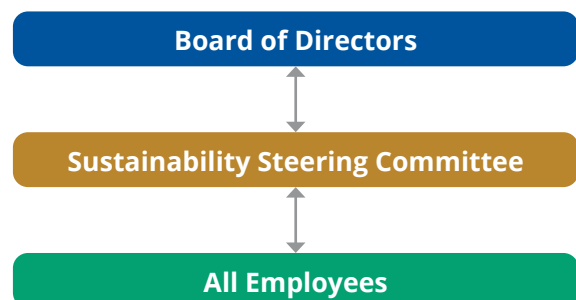 Board of Directors
Sustainability Steering Committee
All Employees